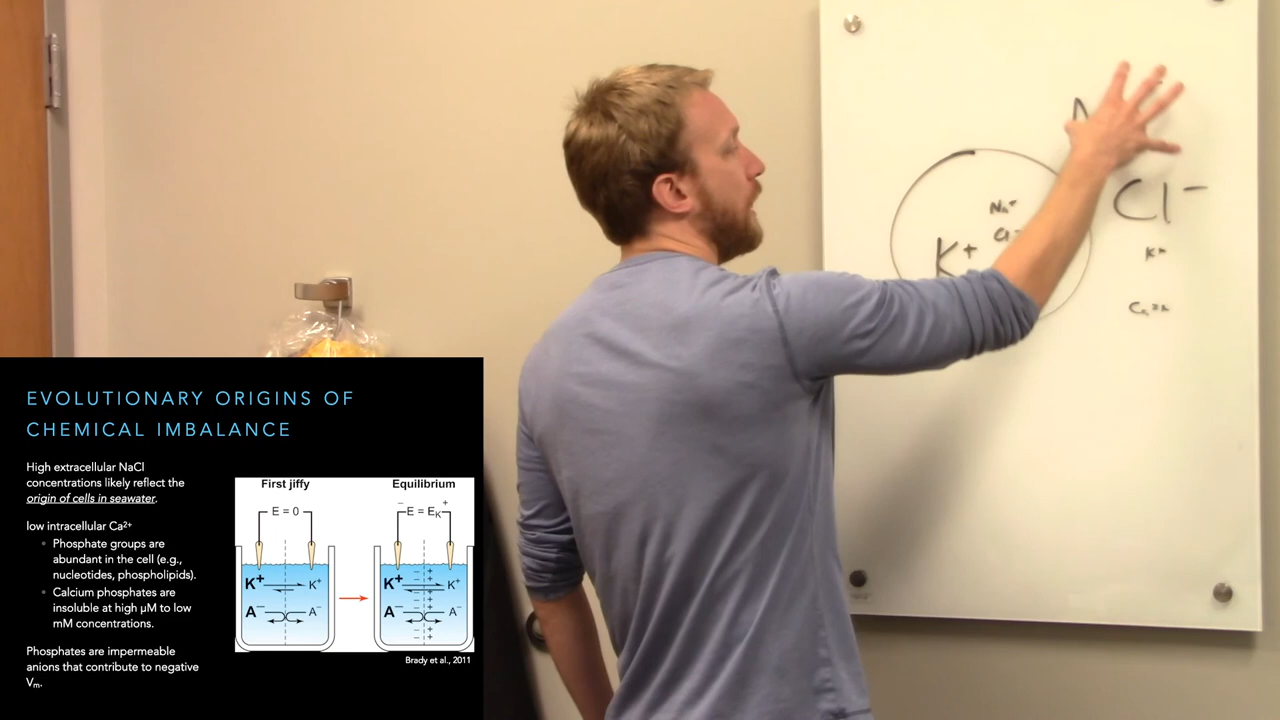 EVOLUTIONARY ORIGINS OF
CHEMICAL IMBALANCE
High extracellular NaCl
concentrations likely reflect the
origin of cells in seawater.
low intracellular Ca²⁺
• Phosphate groups are
abundant in the cell (e.g.,
nucleotides, phospholipids).
• Calcium phosphates are
insoluble at high µM to low
mM concentrations.
Phosphates are impermeable
anions that contribute to negative
Vₘ.
First jiffy
E = 0
K⁺ K⁺
A⁻ A⁻
Equilibrium
− E = Eₖ +
K⁺ − + K⁺
A⁻ − + A⁻
Brady et al., 2011
Na⁺
Cl⁻
K⁺
Cl⁻
K⁺